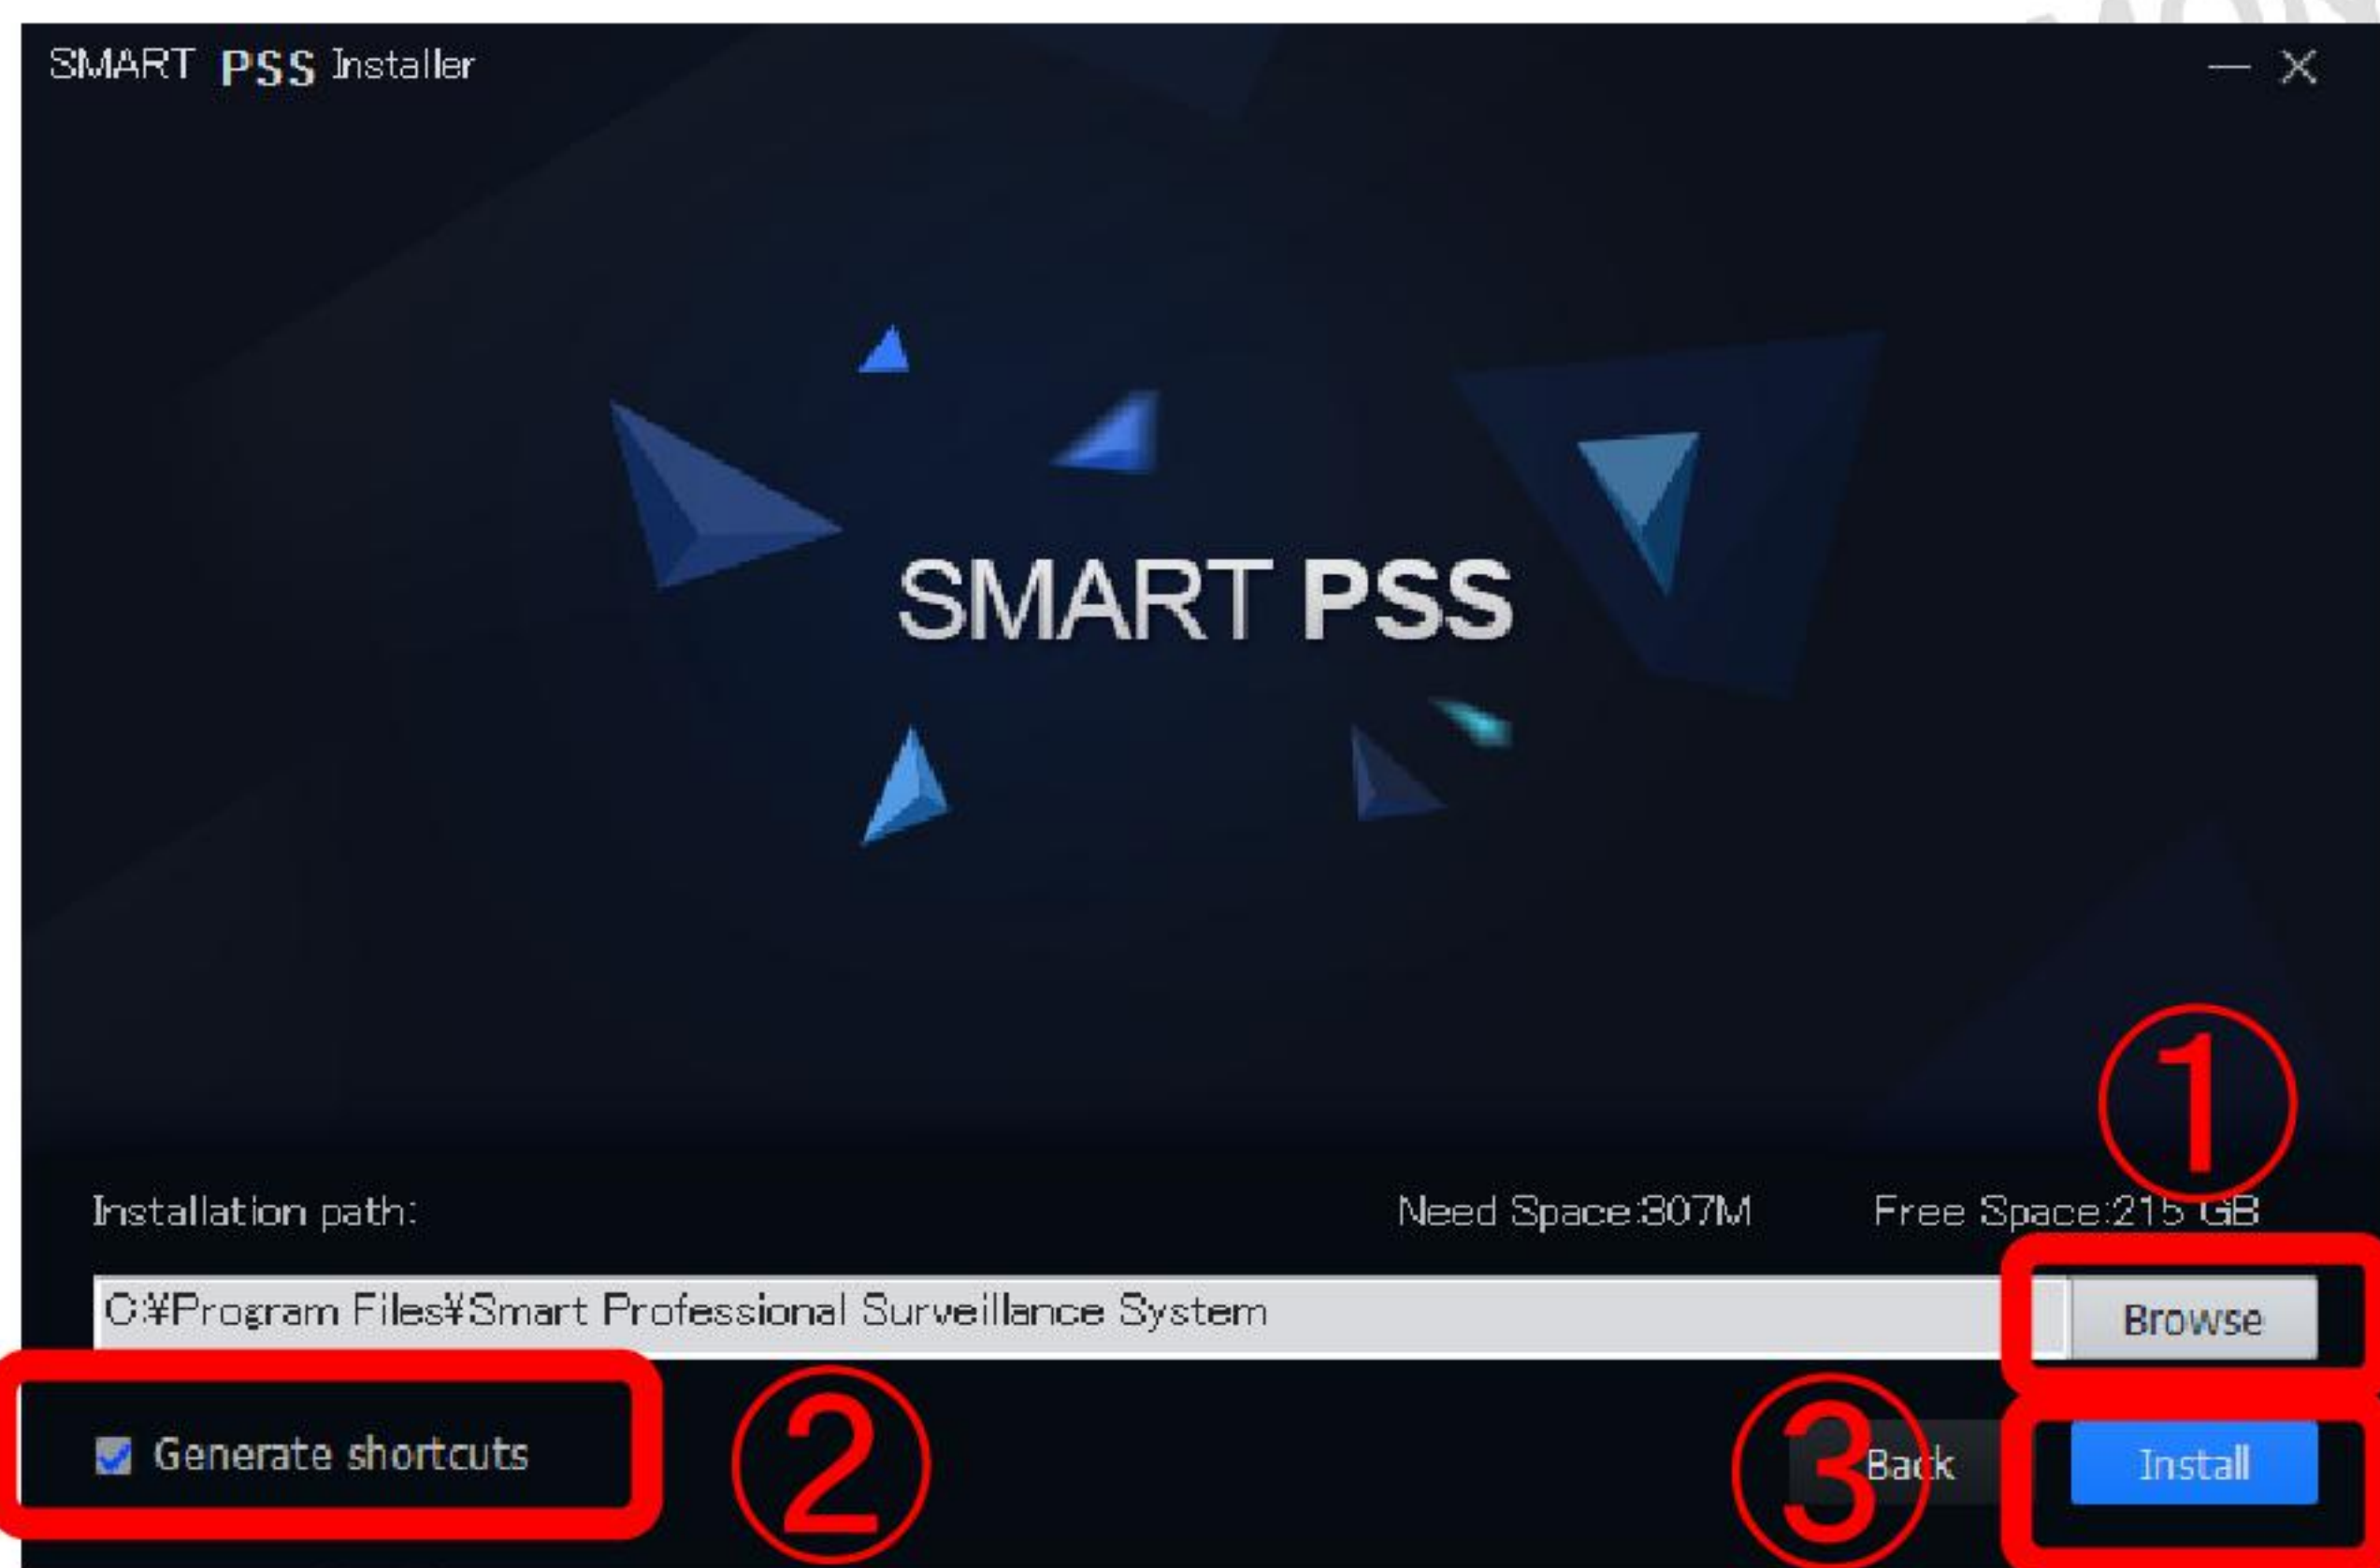 SMART PSS Installer
SMART PSS
①
Installation path:
Need Space:307M
Free Space:215 GB
C:¥Program Files¥Smart Professional Surveillance System
Browse
Generate shortcuts
②
③
Back
Install